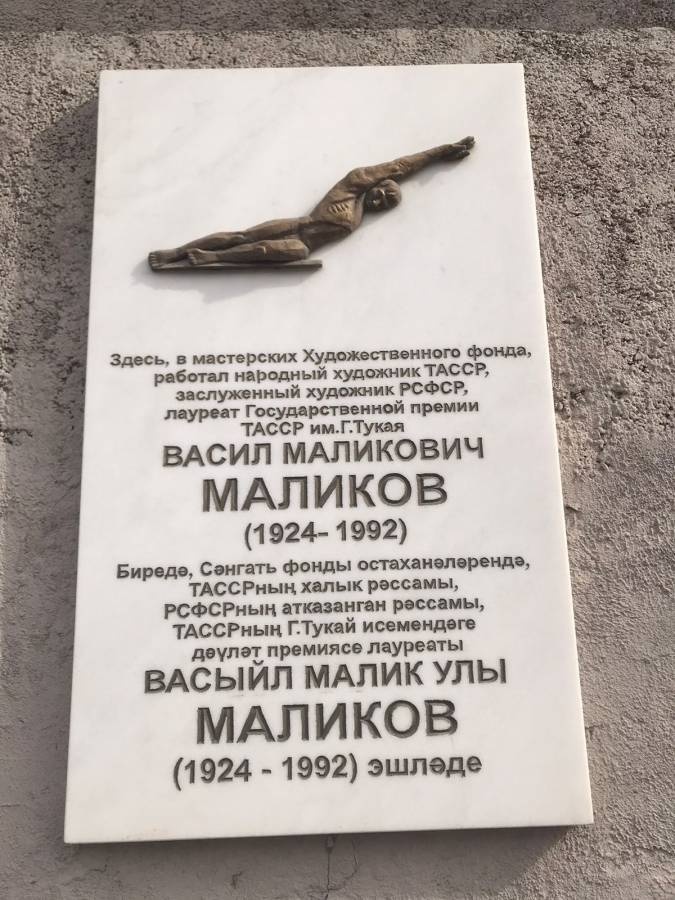 Здесь, в мастерских Художественного фонда,
работал народный художник ТАССР,
заслуженный художник РСФСР,
лауреат Государственной премии
ТАССР им.Г.Тукая
ВАСИЛ МАЛИКОВИЧ
МАЛИКОВ
(1924- 1992)
Биредә, Сәнгать фонды остаханәләрендә,
ТАССРның халык рәссамы,
РСФСРның атказанган рәссамы,
ТАССРның Г.Тукай исемендәге
дәүләт премиясе лауреаты
ВАСЫЙЛ МАЛИК УЛЫ
МАЛИКОВ
(1924 - 1992) эшләде